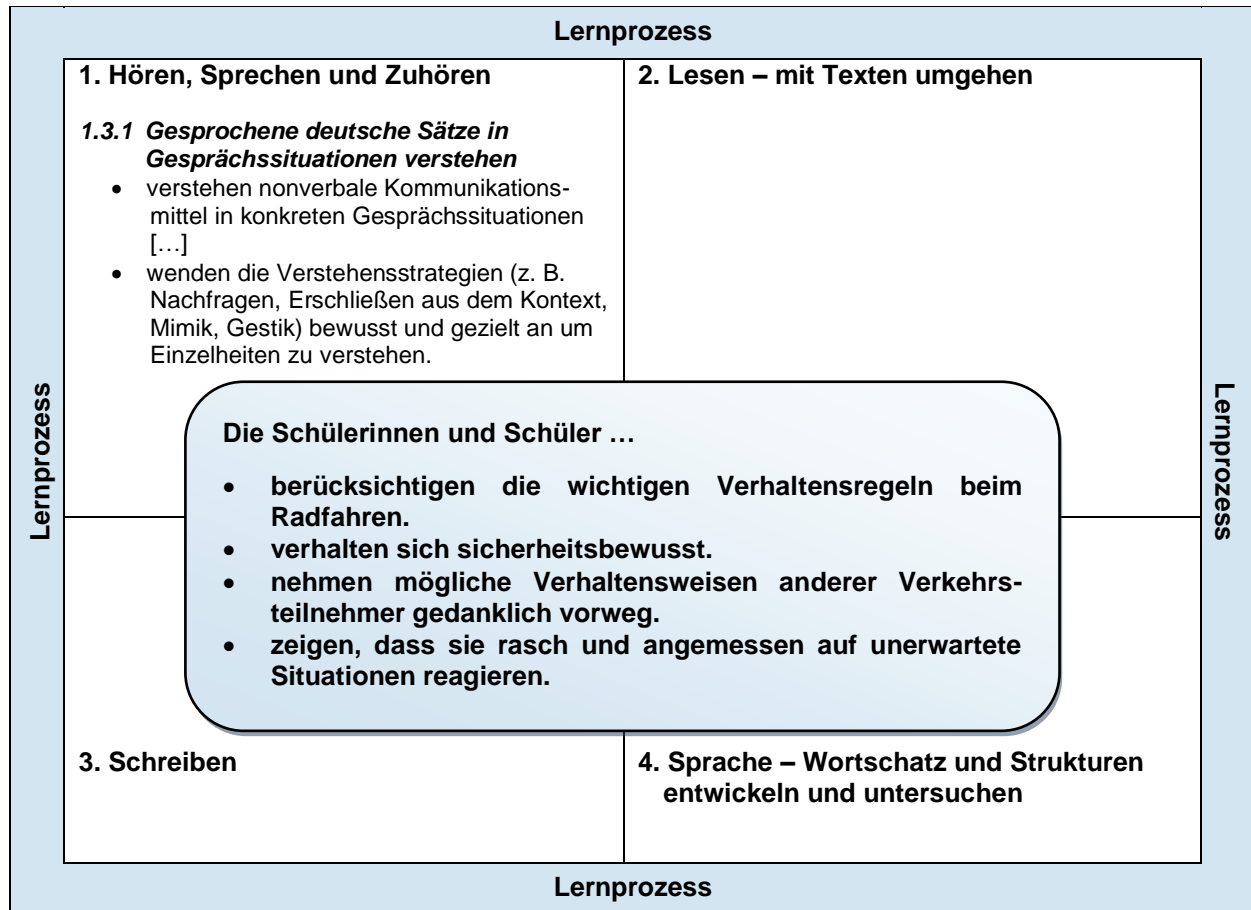 Lernprozess
1. Hören, Sprechen und Zuhören
1.3.1 Gesprochene deutsche Sätze in
Gesprächssituationen verstehen
• verstehen nonverbale Kommunikations-
mittel in konkreten Gesprächssituationen
[…]
• wenden die Verstehensstrategien (z. B.
Nachfragen, Erschließen aus dem Kontext,
Mimik, Gestik) bewusst und gezielt an um
Einzelheiten zu verstehen.
2. Lesen – mit Texten umgehen
Lernprozess
Lernprozess
Die Schülerinnen und Schüler …
• berücksichtigen die wichtigen Verhaltensregeln beim
Radfahren.
• verhalten sich sicherheitsbewusst.
• nehmen mögliche Verhaltensweisen anderer Verkehrs-
teilnehmer gedanklich vorweg.
• zeigen, dass sie rasch und angemessen auf unerwartete
Situationen reagieren.
3. Schreiben
4. Sprache – Wortschatz und Strukturen
entwickeln und untersuchen
Lernprozess